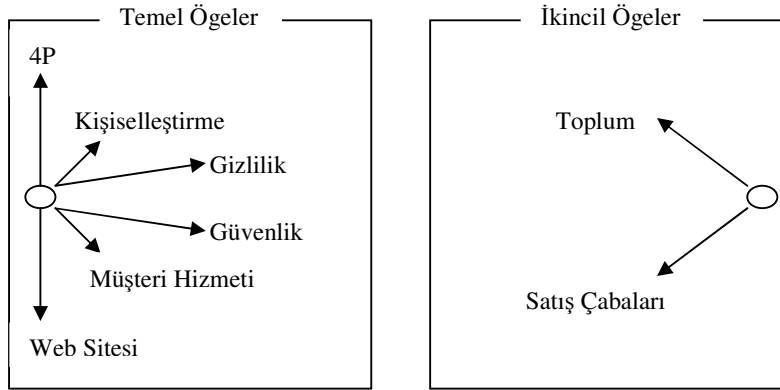 Temel Ögeler
4P
Kişiselleştirme
Gizlilik
Güvenlik
Müşteri Hizmeti
Web Sitesi
İkincil Ögeler
Toplum
Satış Çabaları